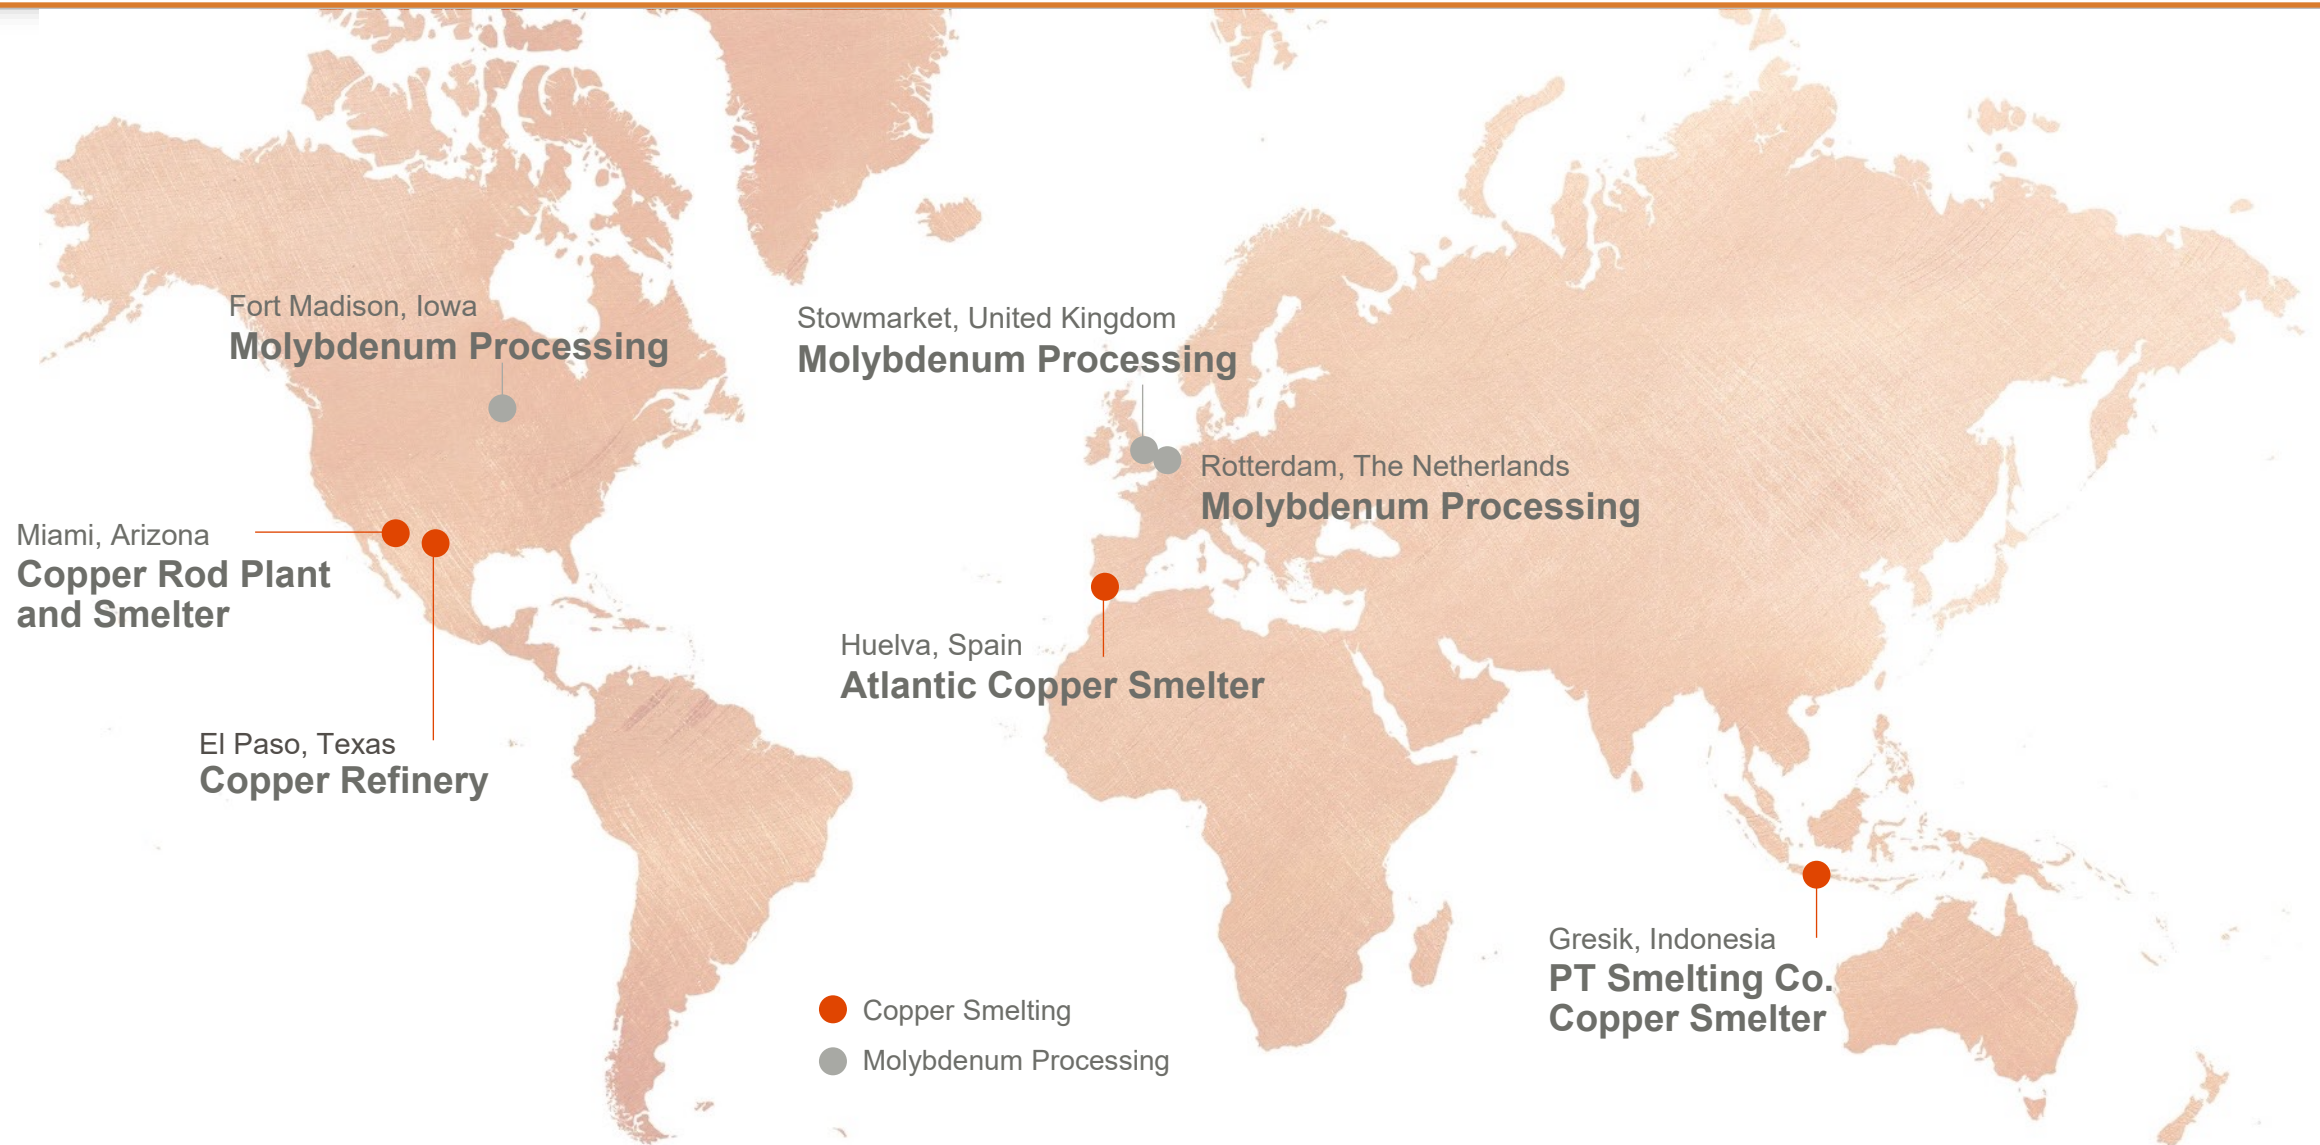 Fort Madison, Iowa
Molybdenum Processing
Stowmarket, United Kingdom
Molybdenum Processing
Rotterdam, The Netherlands
Molybdenum Processing
Miami, Arizona
Copper Rod Plant
and Smelter
Huelva, Spain
Atlantic Copper Smelter
El Paso, Texas
Copper Refinery
Gresik, Indonesia
PT Smelting Co.
Copper Smelter
Copper Smelting
Molybdenum Processing